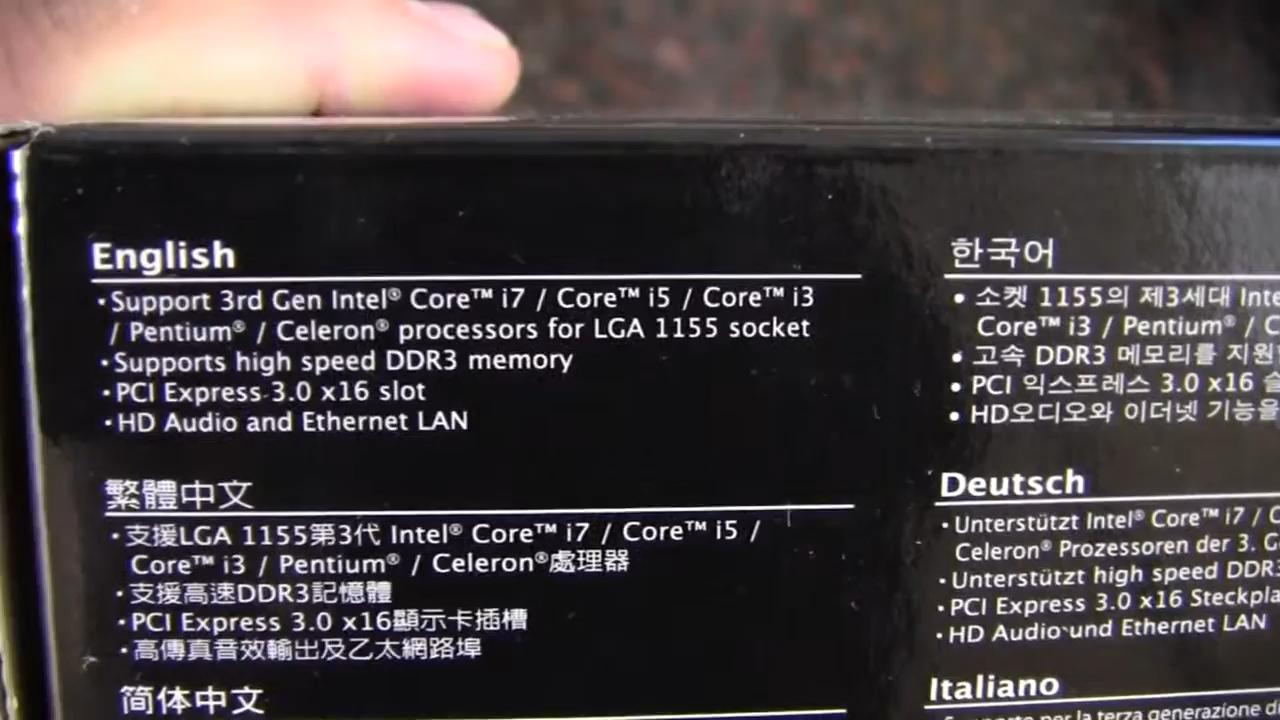 English
·Support 3rd Gen Intel® Core™ i7 / Core™ i5 / Core™ i3
/ Pentium® / Celeron® processors for LGA 1155 socket
·Supports high speed DDR3 memory
·PCI Express 3.0 x16 slot
·HD Audio and Ethernet LAN
繁體中文
·支援LGA 1155第3代 Intel® Core™ i7 / Core™ i5 /
Core™ i3 / Pentium® / Celeron®處理器
·支援高速DDR3記憶體
·PCI Express 3.0 x16顯示卡插槽
·高傳真音效輸出及乙太網路埠
简体中文
한국어
• 소켓 1155의 제3세대 Inte
Core™ i3 / Pentium® / C
• 고속 DDR3 메모리를 지원
• PCI 익스프레스 3.0 x16
• HD오디오와 이더넷 기능을
Deutsch
·Unterstützt Intel® Core™ i7 / C
Celeron® Prozessoren der 3. G
·Unterstützt high speed DDR
·PCI Express 3.0 x16 Steckpla
·HD Audio und Ethernet LAN
Italiano
per la terza generazione d